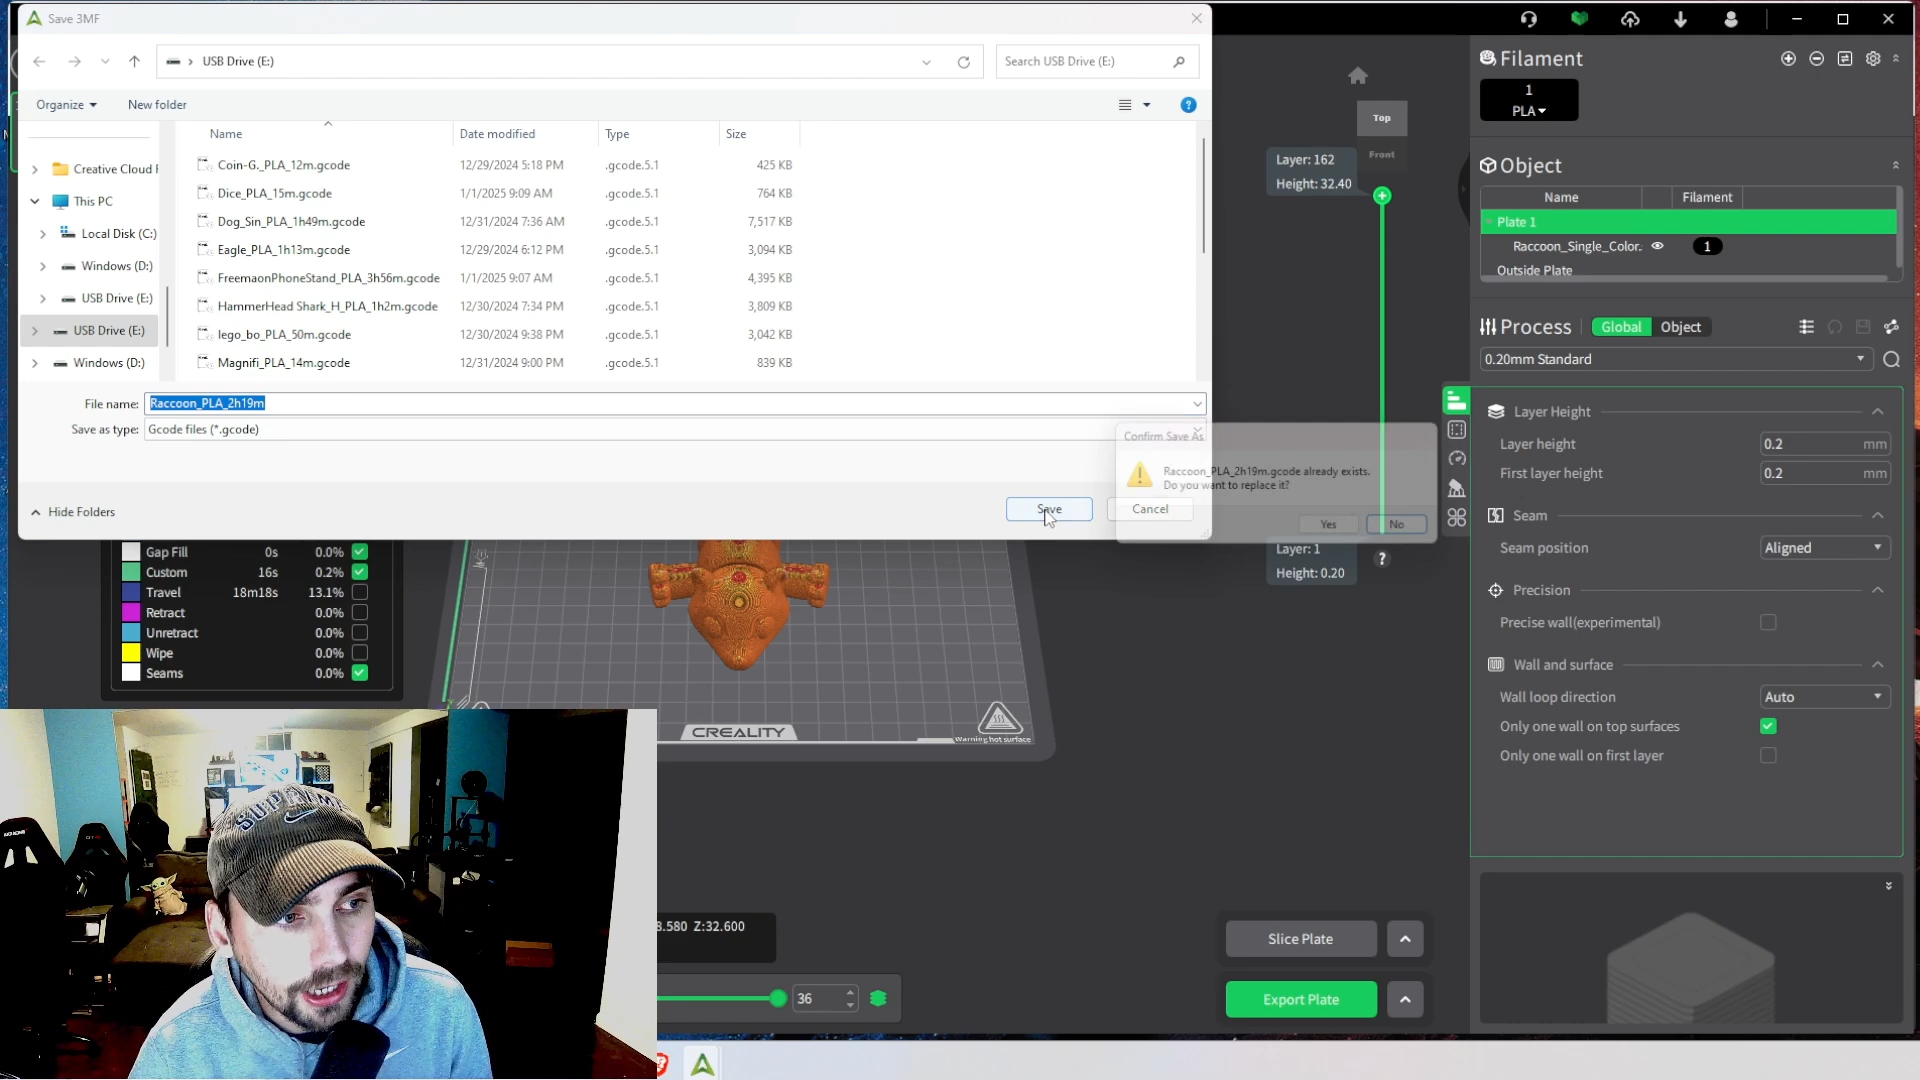 Save 3MF
USB Drive (E:)
Search USB Drive (E:)
Organize
New folder
Name
Date modified
Type
Size
Creative Cloud F
This PC
Local Disk (C:)
Windows (D:)
USB Drive (E:)
USB Drive (E:)
Windows (D:)
Coin-G._PLA_12m.gcode 12/29/2024 5:18 PM .gcode.5.1 425 KB
Dice_PLA_15m.gcode 1/1/2025 9:09 AM .gcode.5.1 764 KB
Dog_Sin_PLA_1h49m.gcode 12/31/2024 7:36 AM .gcode.5.1 7,517 KB
Eagle_PLA_1h13m.gcode 12/29/2024 6:12 PM .gcode.5.1 3,094 KB
FreemaonPhoneStand_PLA_3h56m.gcode 1/1/2025 9:07 AM .gcode.5.1 4,395 KB
HammerHead Shark_H_PLA_1h2m.gcode 12/30/2024 7:34 PM .gcode.5.1 3,809 KB
lego_bo_PLA_50m.gcode 12/30/2024 9:38 PM .gcode.5.1 3,042 KB
Magnifi_PLA_14m.gcode 12/31/2024 9:00 PM .gcode.5.1 839 KB
File name: Raccoon_PLA_2h19m
Save as type: Gcode files (*.gcode)
Hide Folders
Save
Cancel
Confirm Save As
Raccoon_PLA_2h19m.gcode already exists.
Do you want to replace it?
Yes
No
Top
Front
Layer: 162
Height: 32.40
Layer: 1
Height: 0.20
?
Gap Fill 0s 0.0%
Custom 16s 0.2%
Travel 18m18s 13.1%
Retract 0.0%
Unretract 0.0%
Wipe 0.0%
Seams 0.0%
CREALITY
Warning hot surface
SUPREME
3.580 Z:32.600
36
Slice Plate
Export Plate
Filament
1
PLA
Object
Name
Filament
Plate 1
Raccoon_Single_Color.
1
Outside Plate
Process
Global
Object
0.20mm Standard
Layer Height
Layer height 0.2 mm
First layer height 0.2 mm
Seam
Seam position Aligned
Precision
Precise wall(experimental)
Wall and surface
Wall loop direction Auto
Only one wall on top surfaces
Only one wall on first layer